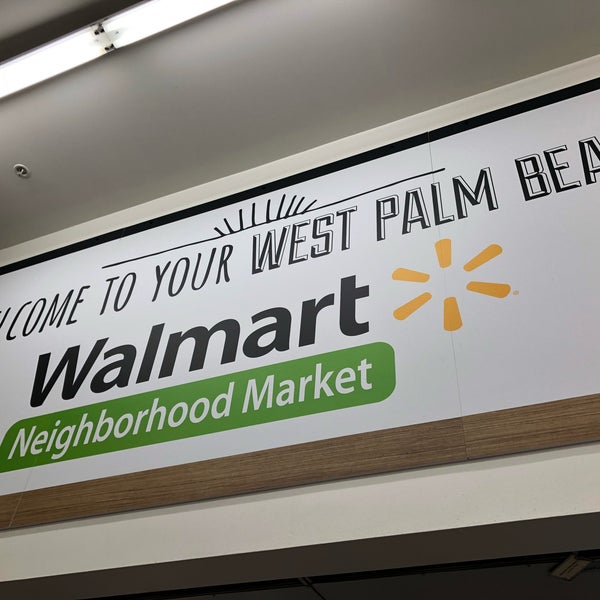 LCOME TO YOUR WEST PALM BEA
Walmart
Neighborhood Market